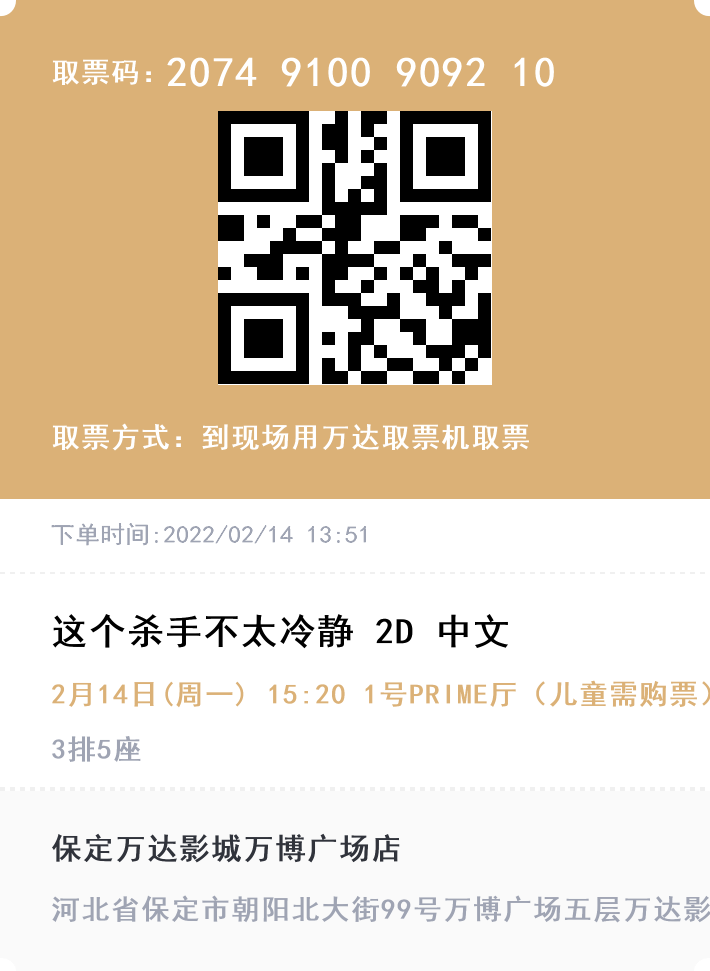 取票码：2074 9100 9092 10
取票方式：到现场用万达取票机取票
下单时间:2022/02/14 13:51
这个杀手不太冷静 2D 中文
2月14日(周一) 15:20 1号PRIME厅（儿童需购票）
3排5座
保定万达影城万博广场店
河北省保定市朝阳北大街99号万博广场五层万达影